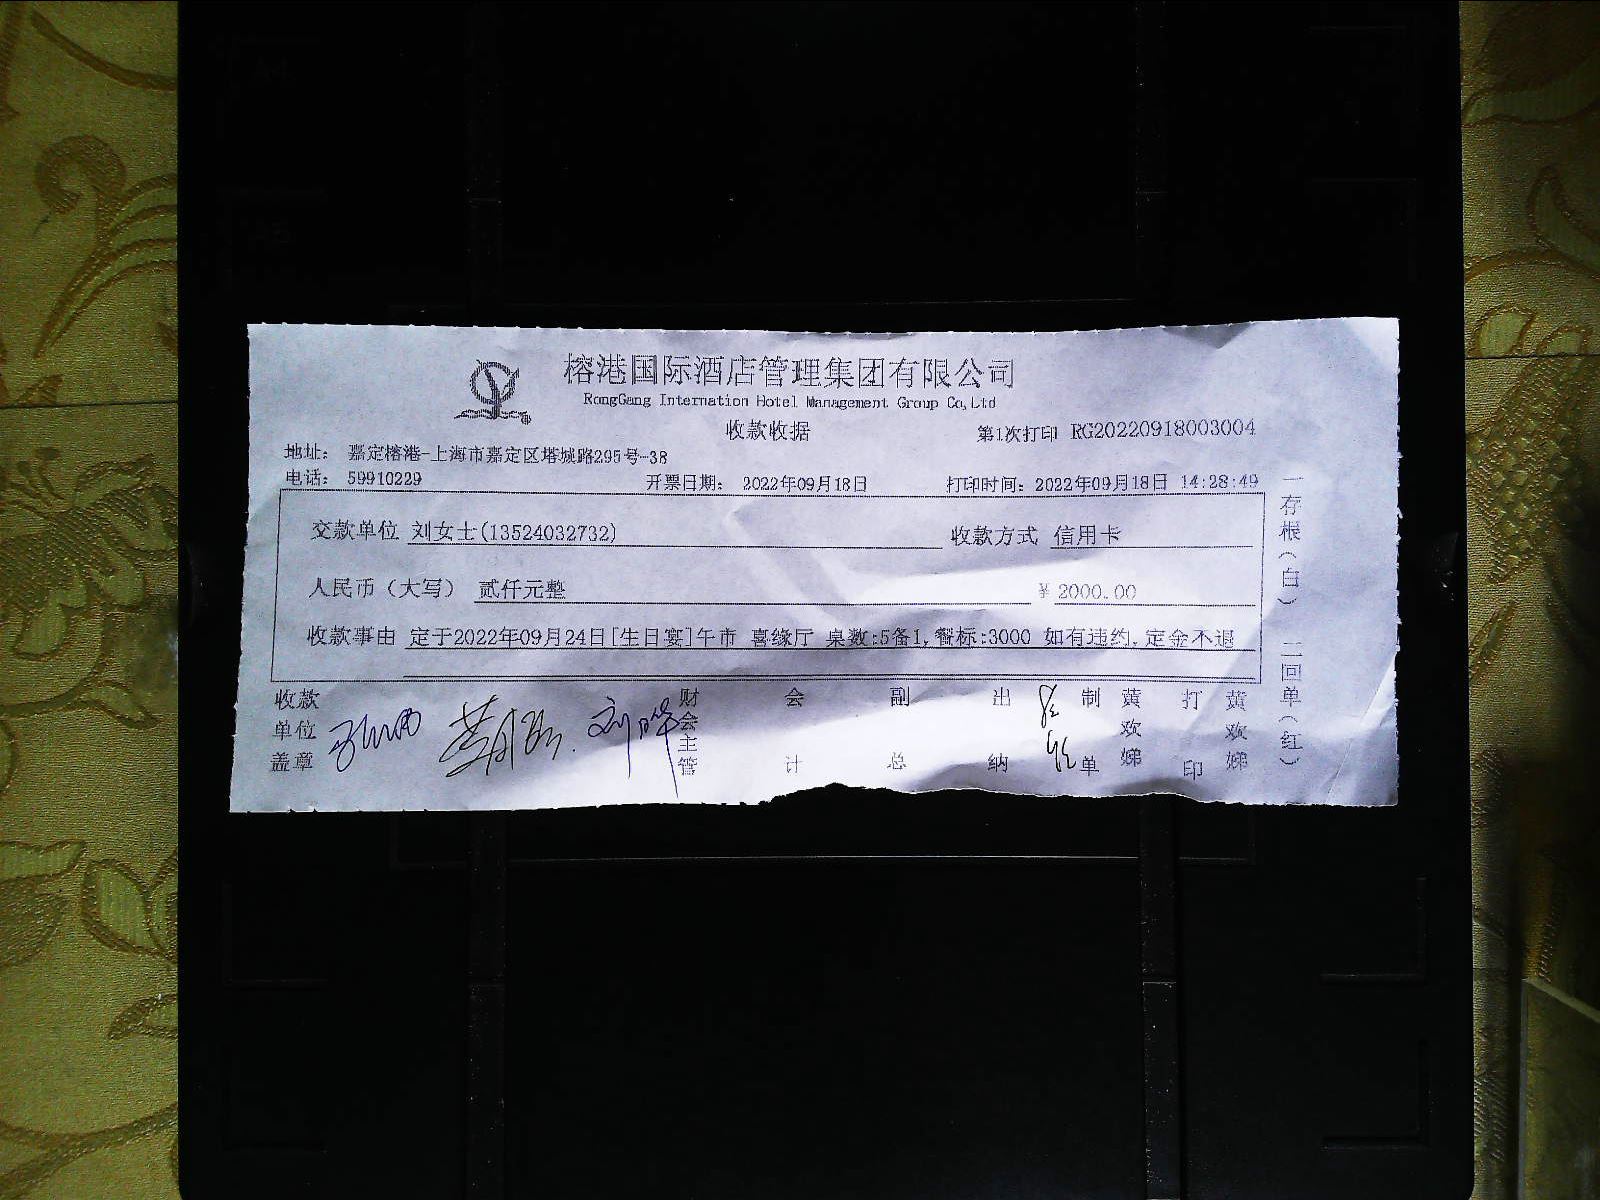 榕港国际酒店管理集团有限公司
RongGang Internation Hotel Management Group Co,Ltd
收款收据
第1次打印 RG20220918003004
地址： 嘉定榕港-上海市嘉定区塔城路295号-38
电话： 59910229 开票日期： 2022年09月18日 打印时间：2022年09月18日 14:28:49
交款单位 刘女士(13524032732) 收款方式 信用卡
人民币（大写） 贰仟元整 ¥ 2000.00
收款事由 定于2022年09月24日[生日宴]午市 喜缘厅 桌数:5备1,餐标:3000 如有违约,定金不退
收款单位盖章
刘晔
财会主管
会计
副总
出纳
制单
黄欢娣
打印
黄欢娣
一存根（白） 二回单（红）